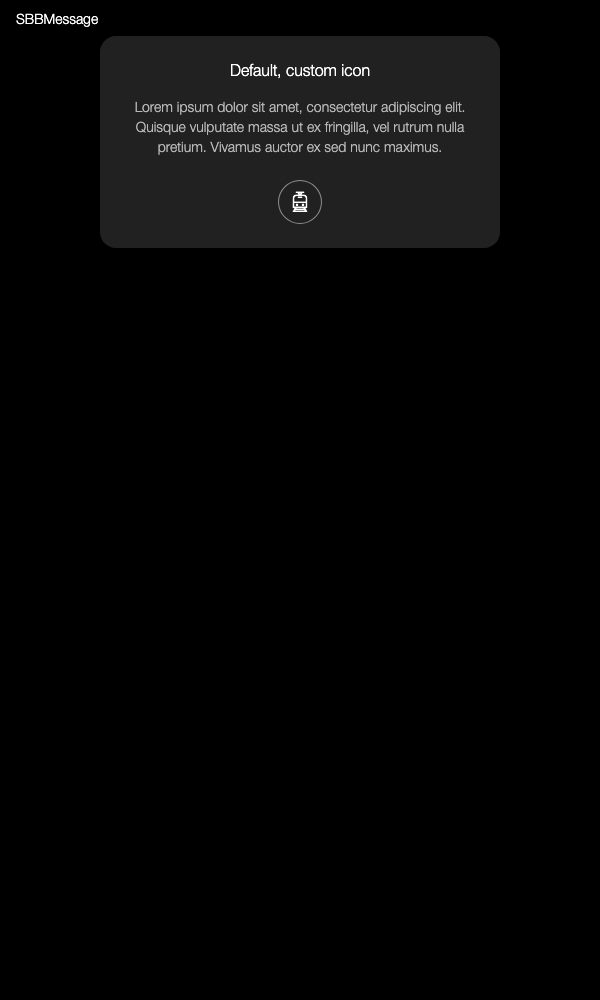 SBBMessage
Default, custom icon
Lorem ipsum dolor sit amet, consectetur adipiscing elit.
Quisque vulputate massa ut ex fringilla, vel rutrum nulla
pretium. Vivamus auctor ex sed nunc maximus.